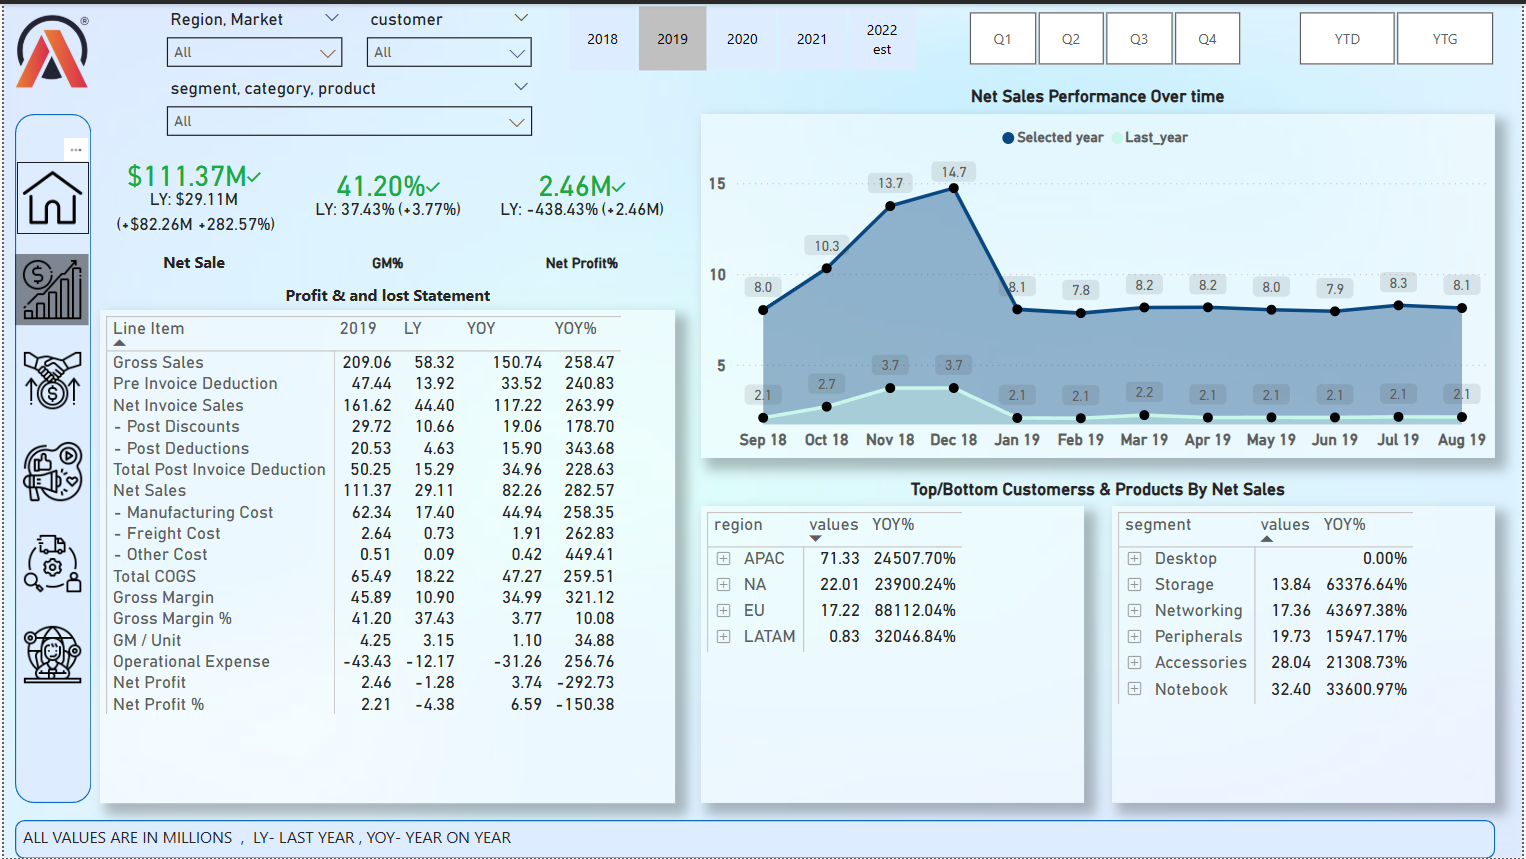 ®
Region, Market
customer
All
All
segment, category, product
All
2018
2019
2020
2021
2022
est
Q1
Q2
Q3
Q4
YTD
YTG
$111.37M
LY: $29.11M
(+$82.26M +282.57%)
Net Sale
41.20%
LY: 37.43% (+3.77%)
GM%
2.46M
LY: -438.43% (+2.46M)
Net Profit%
Profit & and lost Statement
Line Item 2019 LY YOY YOY%
Gross Sales 209.06 58.32 150.74 258.47
Pre Invoice Deduction 47.44 13.92 33.52 240.83
Net Invoice Sales 161.62 44.40 117.22 263.99
- Post Discounts 29.72 10.66 19.06 178.70
- Post Deductions 20.53 4.63 15.90 343.68
Total Post Invoice Deduction 50.25 15.29 34.96 228.63
Net Sales 111.37 29.11 82.26 282.57
- Manufacturing Cost 62.34 17.40 44.94 258.35
- Freight Cost 2.64 0.73 1.91 262.83
- Other Cost 0.51 0.09 0.42 449.41
Total COGS 65.49 18.22 47.27 259.51
Gross Margin 45.89 10.90 34.99 321.12
Gross Margin % 41.20 37.43 3.77 10.08
GM / Unit 4.25 3.15 1.10 34.88
Operational Expense -43.43 -12.17 -31.26 256.76
Net Profit 2.46 -1.28 3.74 -292.73
Net Profit % 2.21 -4.38 6.59 -150.38
Net Sales Performance Over time
Selected year Last_year
15
10
5
8.0 10.3 13.7 14.7 8.1 7.8 8.2 8.2 8.0 7.9 8.3 8.1
2.1 2.7 3.7 3.7 2.1 2.1 2.2 2.1 2.1 2.1 2.1 2.1
Sep 18 Oct 18 Nov 18 Dec 18 Jan 19 Feb 19 Mar 19 Apr 19 May 19 Jun 19 Jul 19 Aug 19
Top/Bottom Customerss & Products By Net Sales
region values YOY%
APAC 71.33 24507.70%
NA 22.01 23900.24%
EU 17.22 88112.04%
LATAM 0.83 32046.84%
segment values YOY%
Desktop 0.00%
Storage 13.84 63376.64%
Networking 17.36 43697.38%
Peripherals 19.73 15947.17%
Accessories 28.04 21308.73%
Notebook 32.40 33600.97%
ALL VALUES ARE IN MILLIONS , LY- LAST YEAR , YOY- YEAR ON YEAR